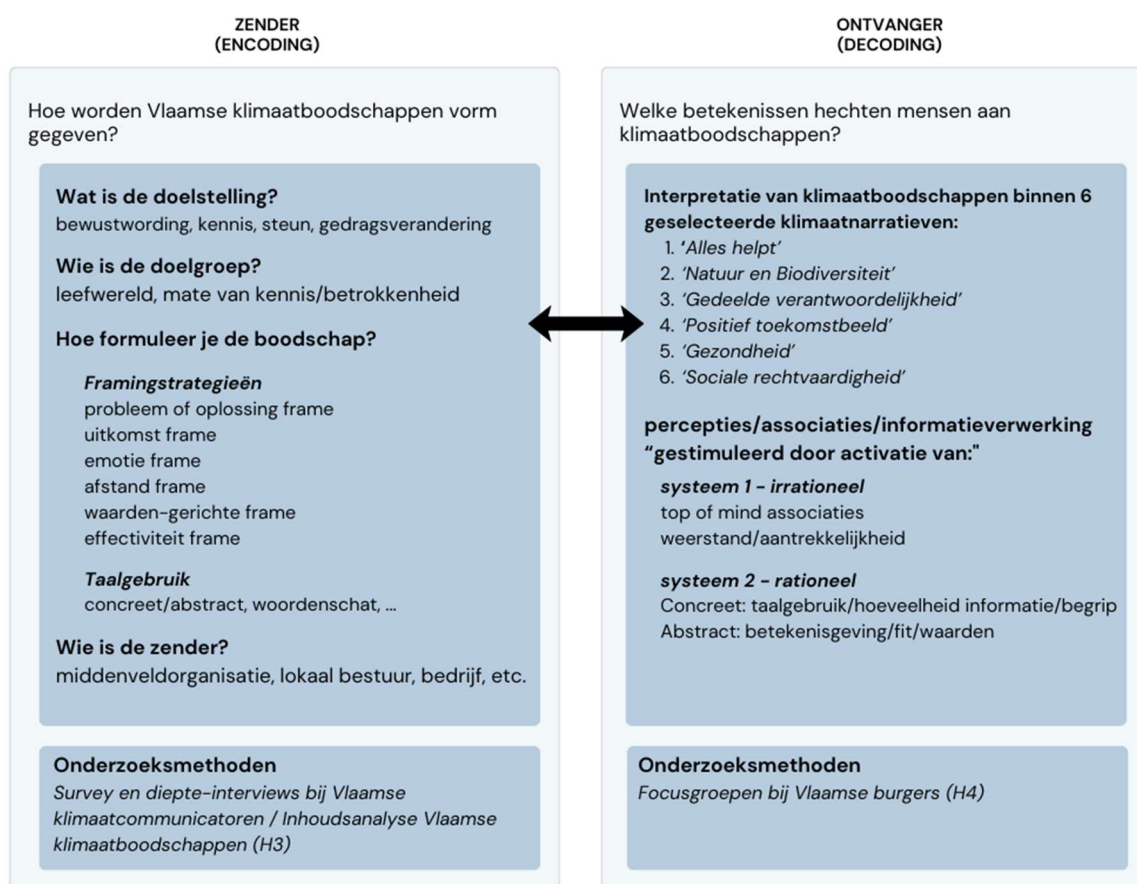 ZENDER
(ENCODING)
Hoe worden Vlaamse klimaatboodschappen vorm
gegeven?
Wat is de doelstelling?
bewustwording, kennis, steun, gedragsverandering
Wie is de doelgroep?
leefwereld, mate van kennis/betrokkenheid
Hoe formuleer je de boodschap?
Framingstrategieën
probleem of oplossing frame
uitkomst frame
emotie frame
afstand frame
waarden-gerichte frame
effectiviteit frame
Taalgebruik
concreet/abstract, woordenschat, ...
Wie is de zender?
middenveldorganisatie, lokaal bestuur, bedrijf, etc.
Onderzoeksmethoden
Survey en diepte-interviews bij Vlaamse
klimaatcommunicatoren / Inhoudsanalyse Vlaamse
klimaatboodschappen (H3)
ONTVANGER
(DECODING)
Welke betekenissen hechten mensen aan
klimaatboodschappen?
Interpretatie van klimaatboodschappen binnen 6
geselecteerde klimaatnarratieven:
1. 'Alles helpt'
2. 'Natuur en Biodiversiteit'
3. 'Gedeelde verantwoordelijkheid'
4. 'Positief toekomstbeeld'
5. 'Gezondheid'
6. 'Sociale rechtvaardigheid'
percepties/associaties/informatieverwerking
“gestimuleerd door activatie van:"
systeem 1 - irrationeel
top of mind associaties
weerstand/aantrekkelijkheid
systeem 2 - rationeel
Concreet: taalgebruik/hoeveelheid informatie/begrip
Abstract: betekenisgeving/fit/waarden
Onderzoeksmethoden
Focusgroepen bij Vlaamse burgers (H4)